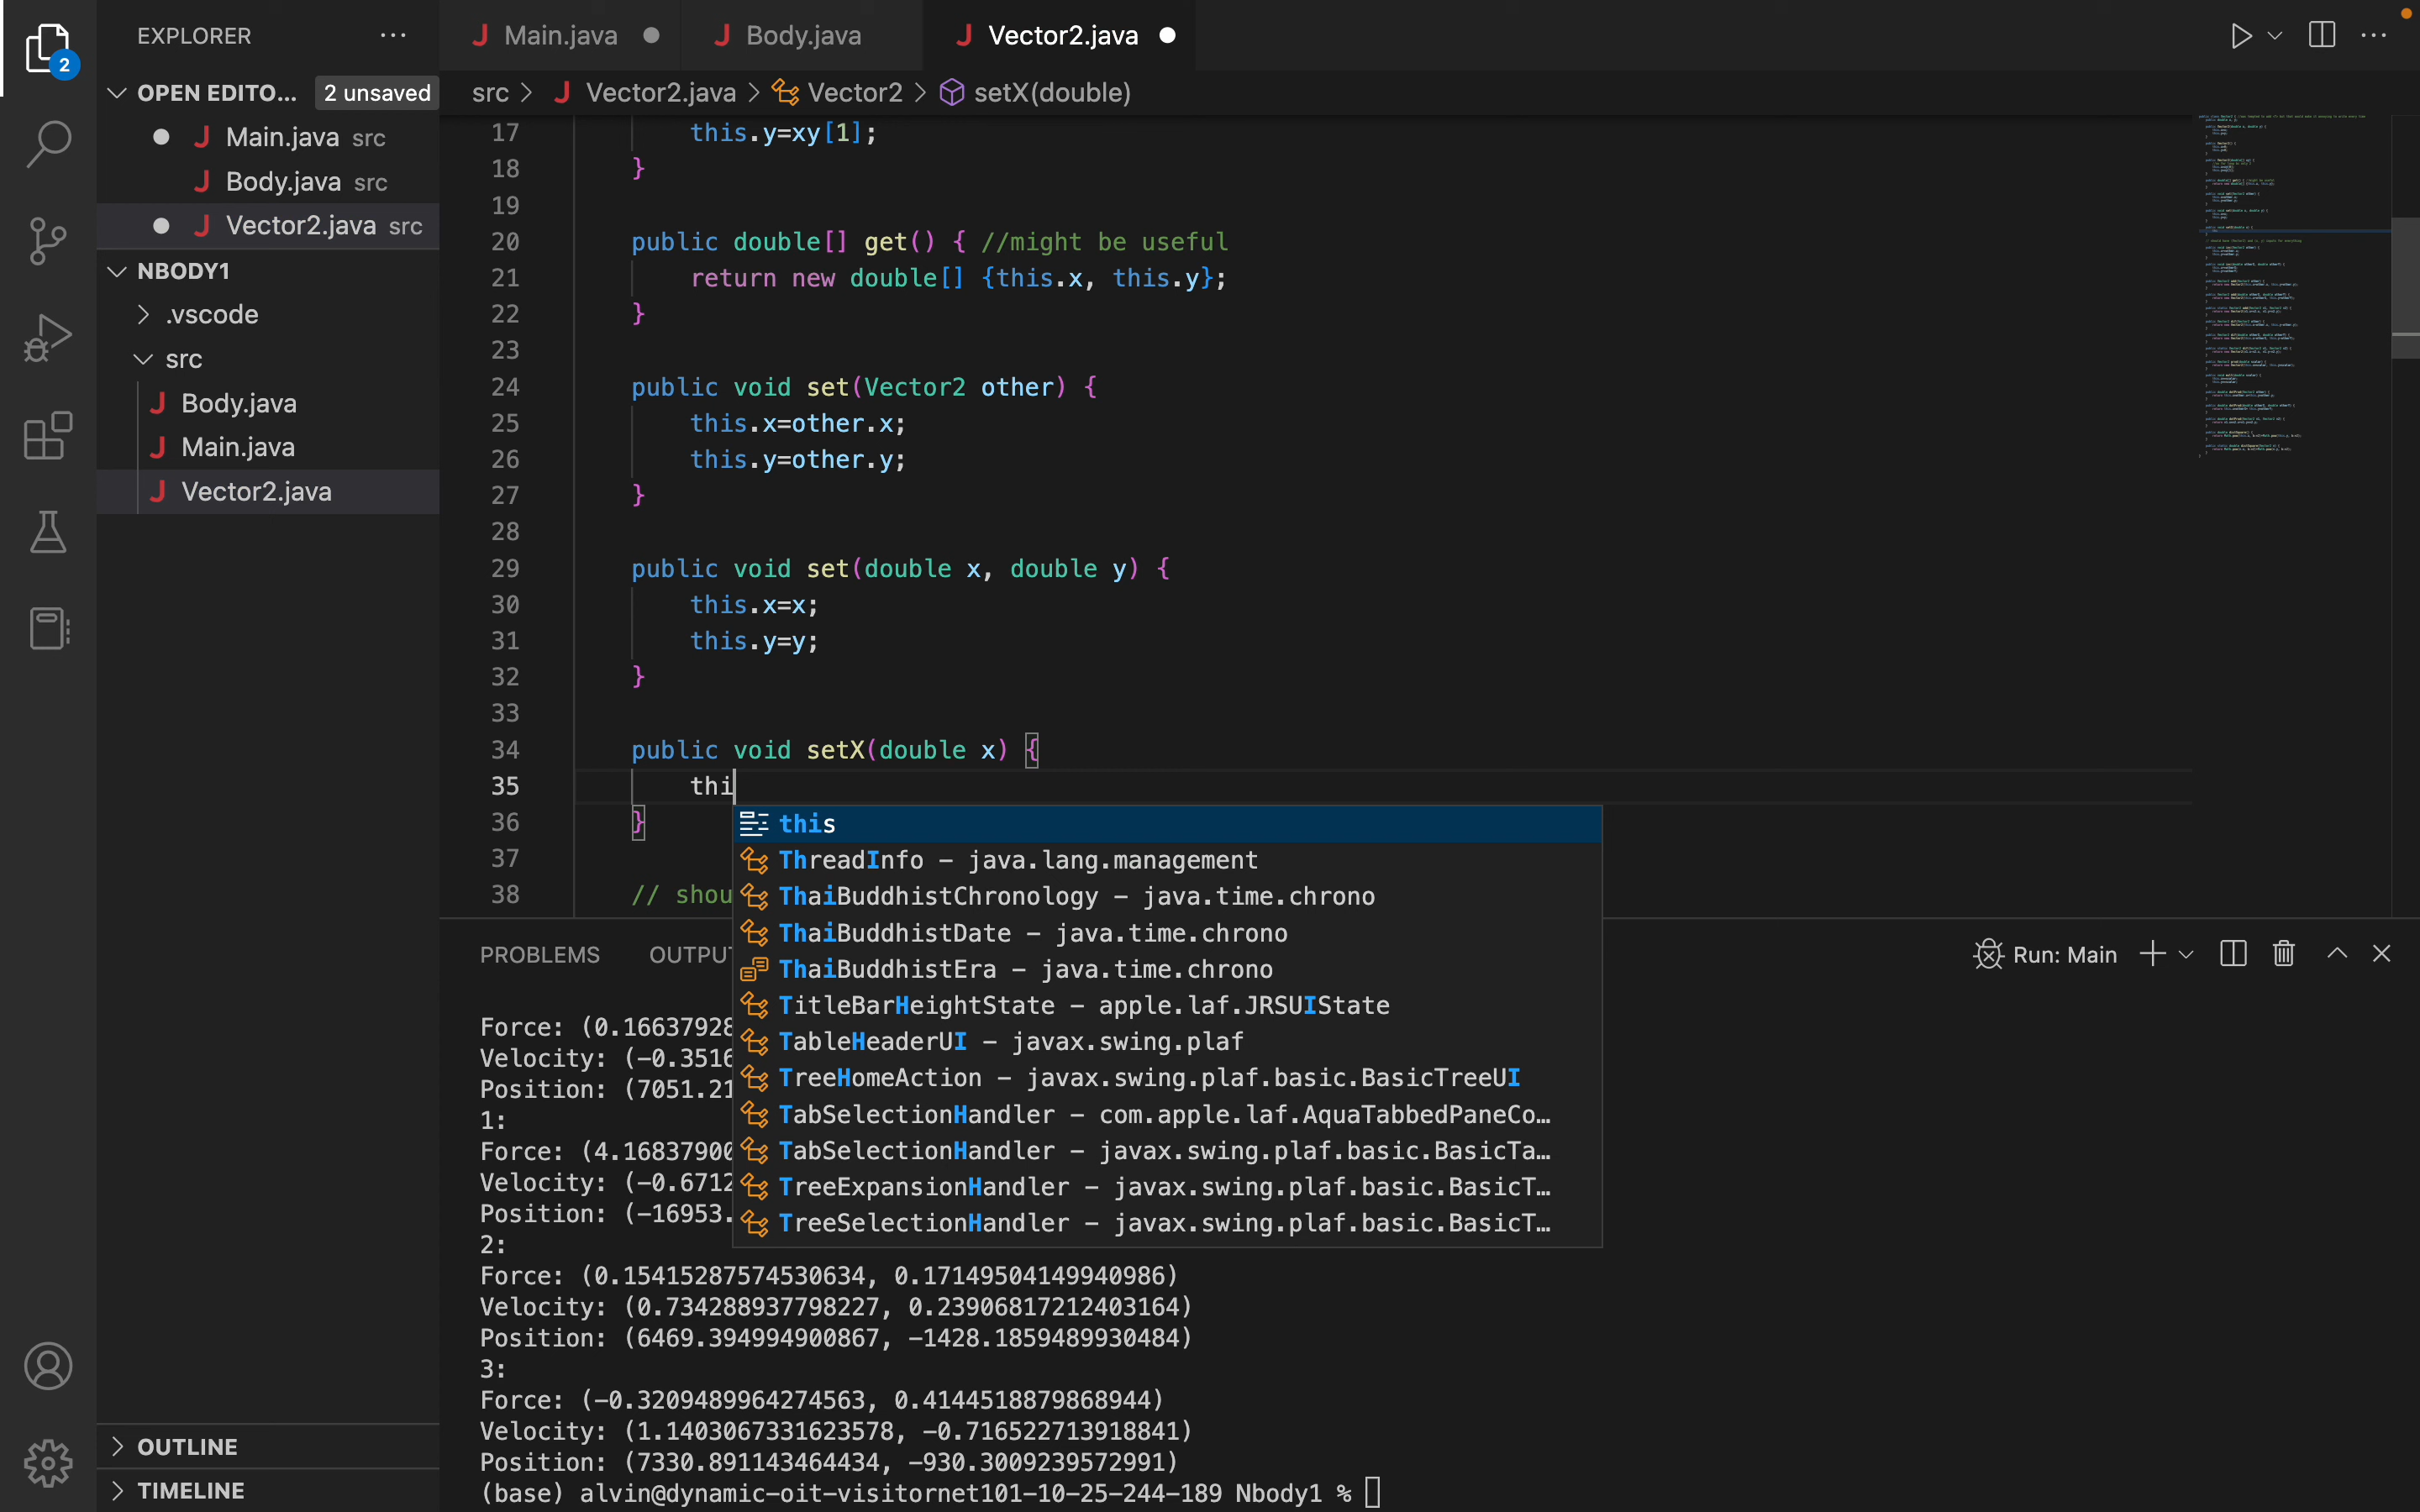 EXPLORER
2
OPEN EDITO... 2 unsaved
Main.java src
Body.java src
Vector2.java src
NBODY1
.vscode
src
Body.java
Main.java
Vector2.java
OUTLINE
TIMELINE
Main.java
Body.java
Vector2.java
src > Vector2.java > Vector2 > setX(double)
17 this.y=xy[1];
18 }
19
20 public double[] get() { //might be useful
21 return new double[] {this.x, this.y};
22 }
23
24 public void set(Vector2 other) {
25 this.x=other.x;
26 this.y=other.y;
27 }
28
29 public void set(double x, double y) {
30 this.x=x;
31 this.y=y;
32 }
33
34 public void setX(double x) {
35 thi
36 }
37
38 // shou
this
ThreadInfo – java.lang.management
ThaiBuddhistChronology – java.time.chrono
ThaiBuddhistDate – java.time.chrono
ThaiBuddhistEra – java.time.chrono
TitleBarHeightState – apple.laf.JRSUIState
TableHeaderUI – javax.swing.plaf
TreeHomeAction – javax.swing.plaf.basic.BasicTreeUI
TabSelectionHandler – com.apple.laf.AquaTabbedPaneCo…
TabSelectionHandler – javax.swing.plaf.basic.BasicTa…
TreeExpansionHandler – javax.swing.plaf.basic.BasicT…
TreeSelectionHandler – javax.swing.plaf.basic.BasicT…
PROBLEMS OUTPUT
Run: Main
Force: (0.16637928
Velocity: (-0.3516
Position: (7051.21
1:
Force: (4.16837900
Velocity: (-0.6712
Position: (-16953.
2:
Force: (0.15415287574530634, 0.17149504149940986)
Velocity: (0.734288937798227, 0.23906817212403164)
Position: (6469.394994900867, -1428.1859489930484)
3:
Force: (-0.3209489964274563, 0.4144518879868944)
Velocity: (1.1403067331623578, -0.716522713918841)
Position: (7330.891143464434, -930.3009239572991)
(base) alvin@dynamic-oit-visitornet101-10-25-244-189 Nbody1 %